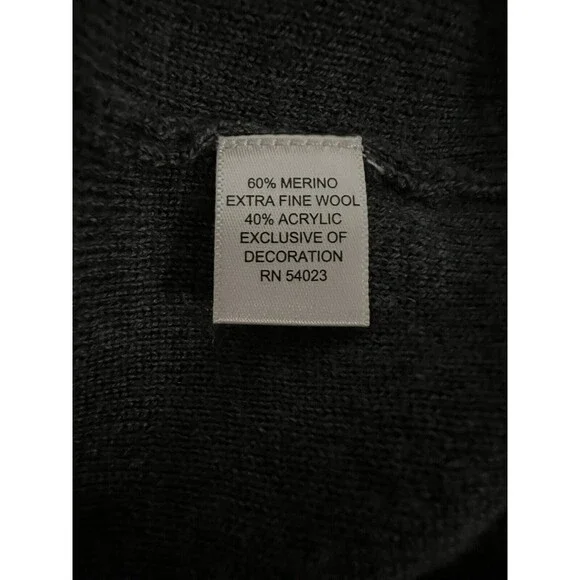 60% MERINO
EXTRA FINE WOOL
40% ACRYLIC
EXCLUSIVE OF
DECORATION
RN 54023